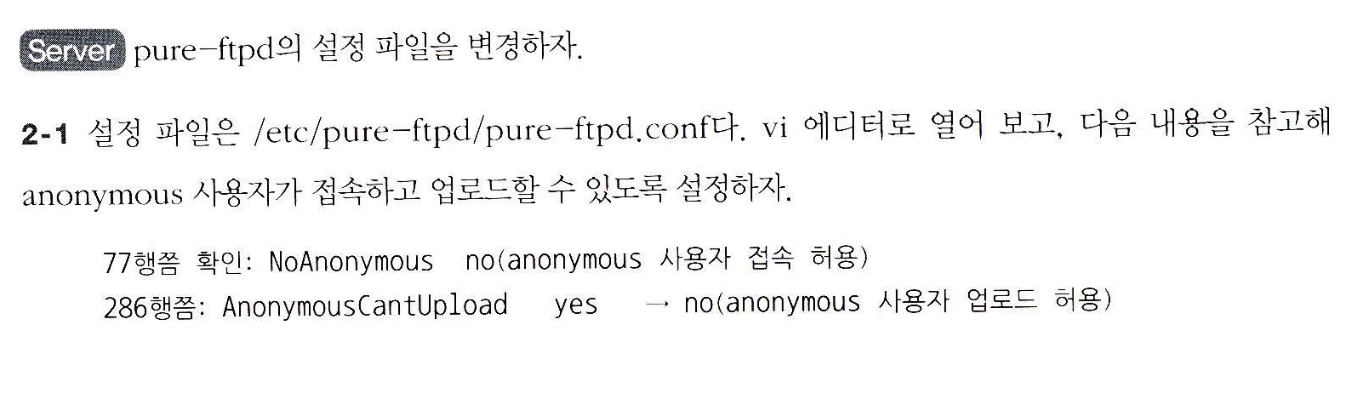 Server pure-ftpd의 설정 파일을 변경하자.
2-1 설정 파일은 /etc/pure-ftpd/pure-ftpd.conf다. vi 에디터로 열어 보고, 다음 내용을 참고해
anonymous 사용자가 접속하고 업로드할 수 있도록 설정하자.
77행쯤 확인: NoAnonymous no(anonymous 사용자 접속 허용)
286행쯤: AnonymousCantUpload yes → no(anonymous 사용자 업로드 허용)